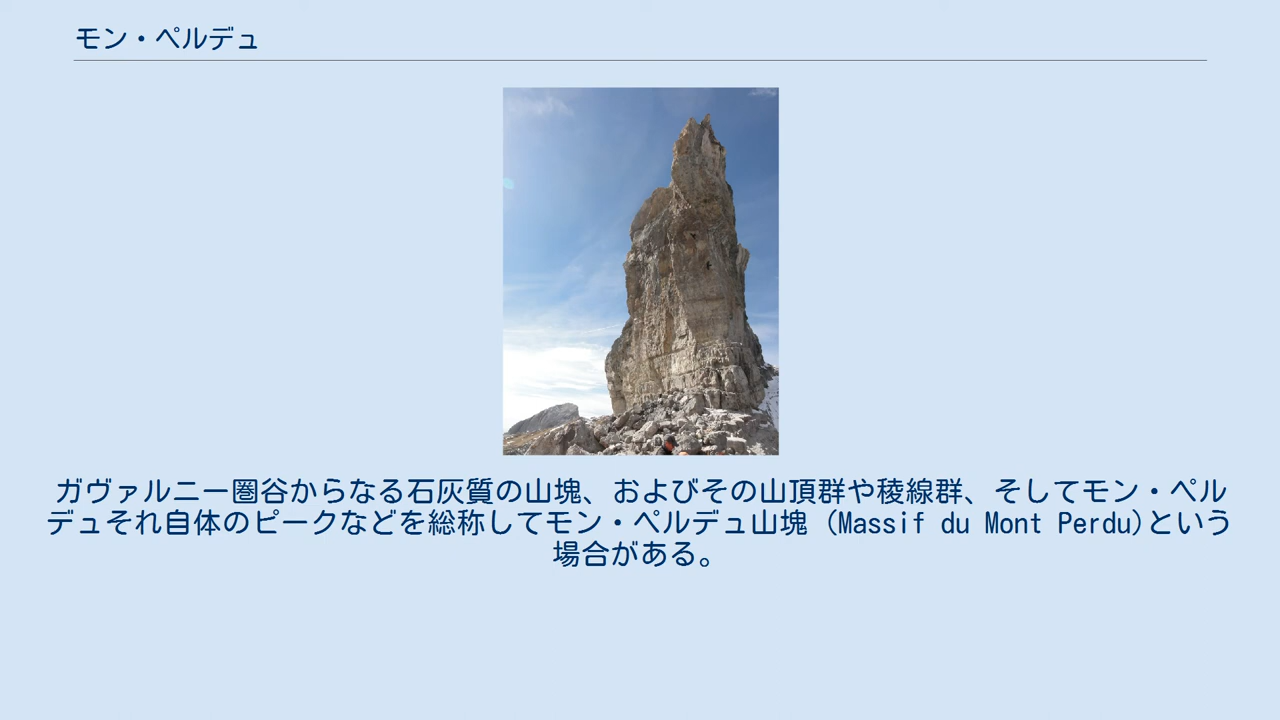 モン・ペルデュ
ガヴァルニー圏谷からなる石灰質の山塊、およびその山頂群や稜線群、そしてモン・ペル
デュそれ自体のピークなどを総称してモン・ペルデュ山塊 (Massif du Mont Perdu)という
場合がある。